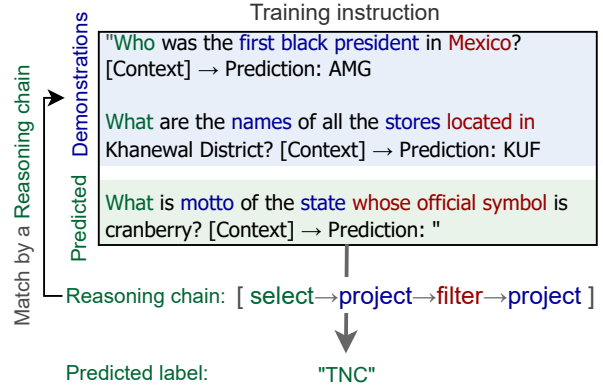 Training instruction
Match by a Reasoning chain
Demonstrations
"Who was the first black president in Mexico?
[Context] → Prediction: AMG
What are the names of all the stores located in
Khanewal District? [Context] → Prediction: KUF
Predicted
What is motto of the state whose official symbol is
cranberry? [Context] → Prediction: "
Reasoning chain: [ select→project→filter→project ]
Predicted label: "TNC"